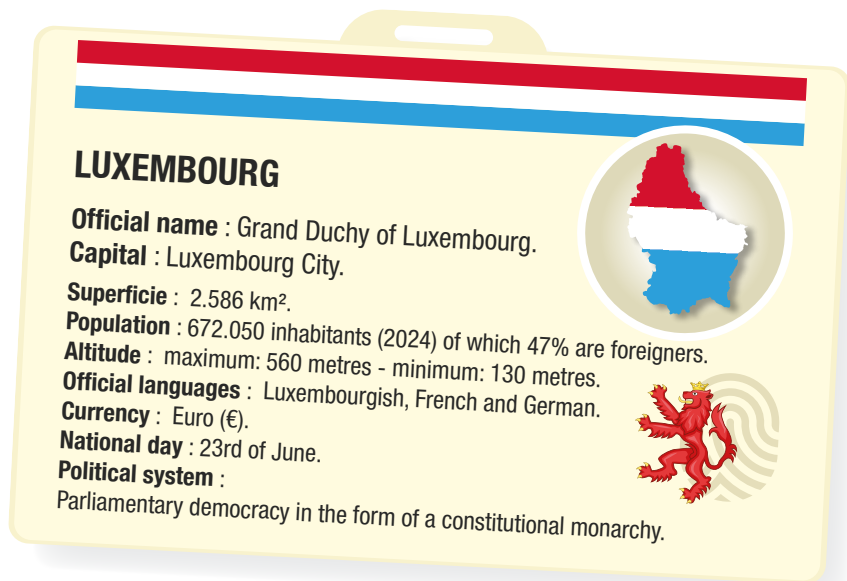 LUXEMBOURG
Official name : Grand Duchy of Luxembourg.
Capital : Luxembourg City.
Superficie : 2.586 km².
Population : 672.050 inhabitants (2024) of which 47% are foreigners.
Altitude : maximum: 560 metres - minimum: 130 metres.
Official languages : Luxembourgish, French and German.
Currency : Euro (€).
National day : 23rd of June.
Political system :
Parliamentary democracy in the form of a constitutional monarchy.